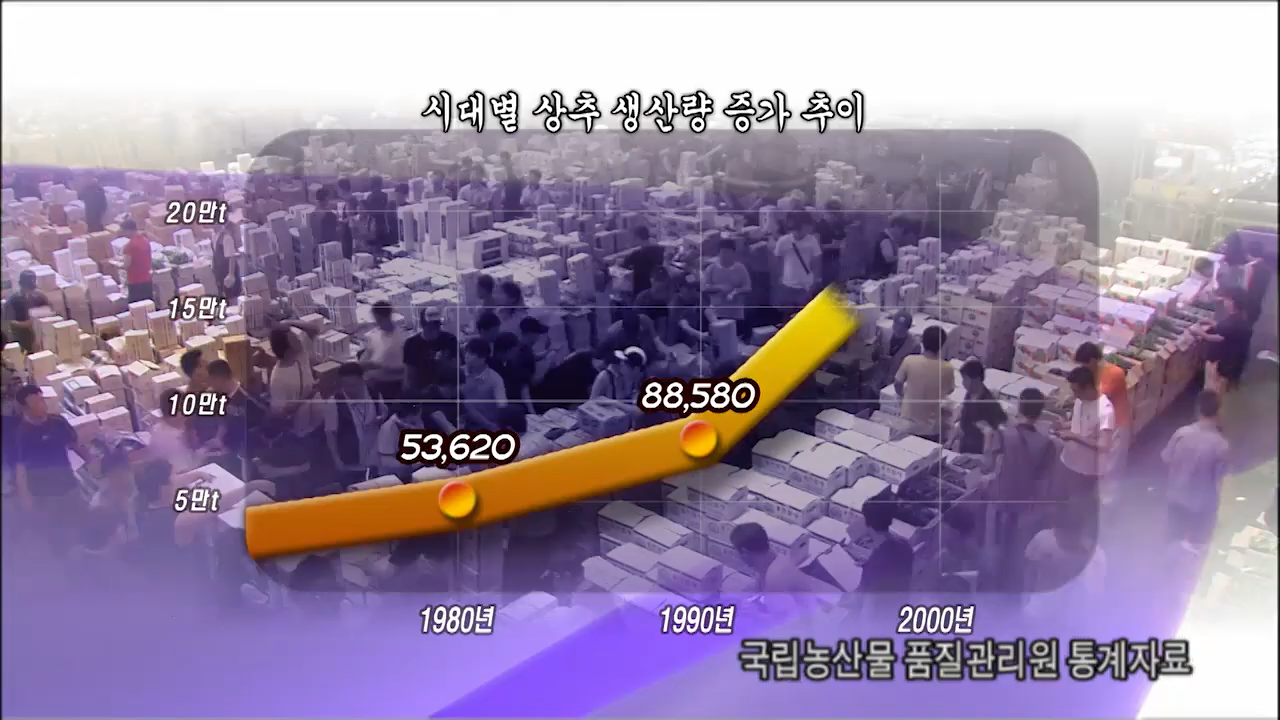 시대별 상추 생산량 증가 추이
20만t
15만t
10만t
5만t
88,580
53,620
1980년
1990년
2000년
국립농산물 품질관리원 통계자료